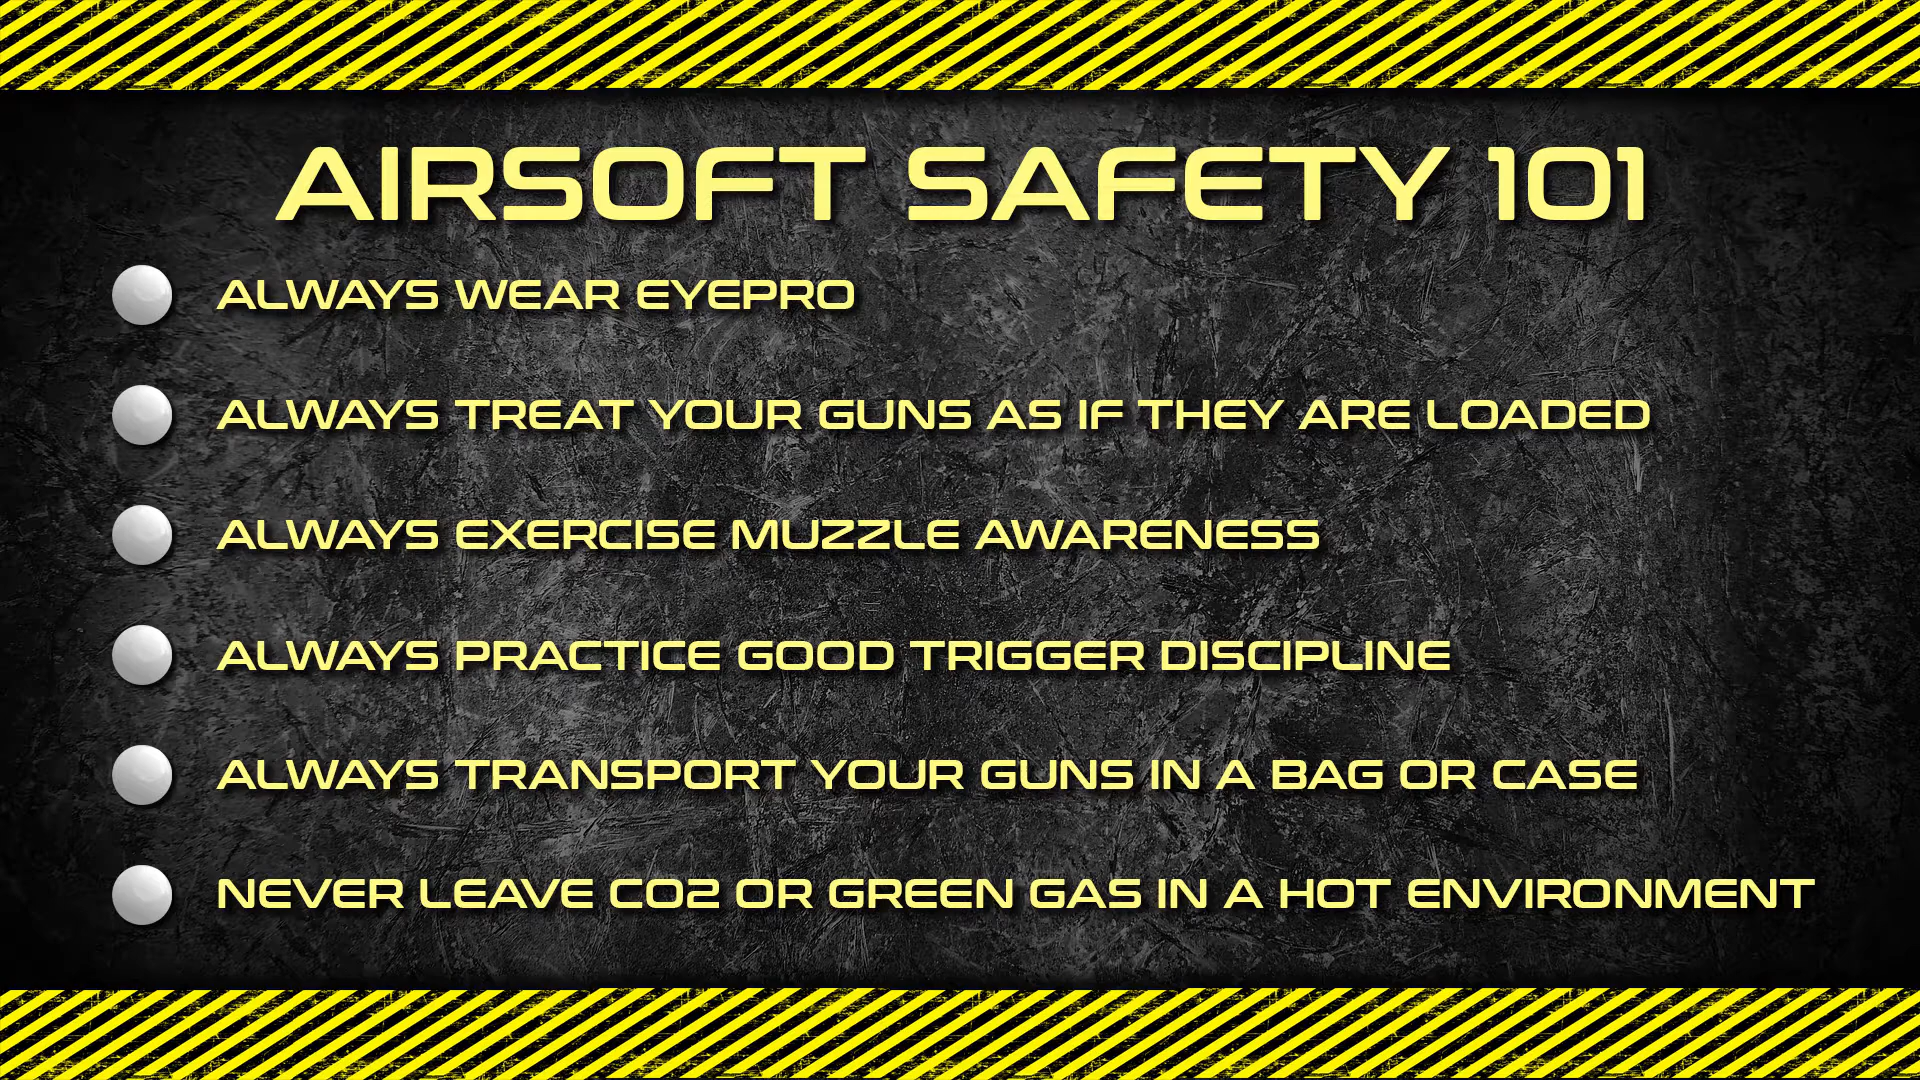 AIRSOFT SAFETY 101
ALWAYS WEAR EYEPRO
ALWAYS TREAT YOUR GUNS AS IF THEY ARE LOADED
ALWAYS EXERCISE MUZZLE AWARENESS
ALWAYS PRACTICE GOOD TRIGGER DISCIPLINE
ALWAYS TRANSPORT YOUR GUNS IN A BAG OR CASE
NEVER LEAVE CO2 OR GREEN GAS IN A HOT ENVIRONMENT